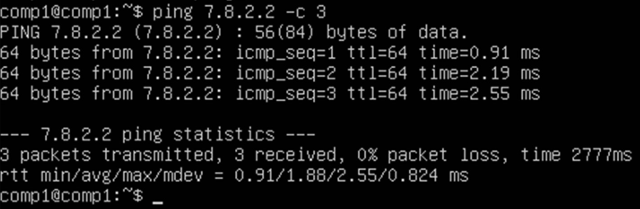 comp1@comp1:~$ ping 7.8.2.2 -c 3
PING 7.8.2.2 (7.8.2.2) : 56(84) bytes of data.
64 bytes from 7.8.2.2: icmp_seq=1 ttl=64 time=0.91 ms
64 bytes from 7.8.2.2: icmp_seq=2 ttl=64 time=2.19 ms
64 bytes from 7.8.2.2: icmp_seq=3 ttl=64 time=2.55 ms

--- 7.8.2.2 ping statistics ---
3 packets transmitted, 3 received, 0% packet loss, time 2777ms
rtt min/avg/max/mdev = 0.91/1.88/2.55/0.824 ms
comp1@comp1:~$ _